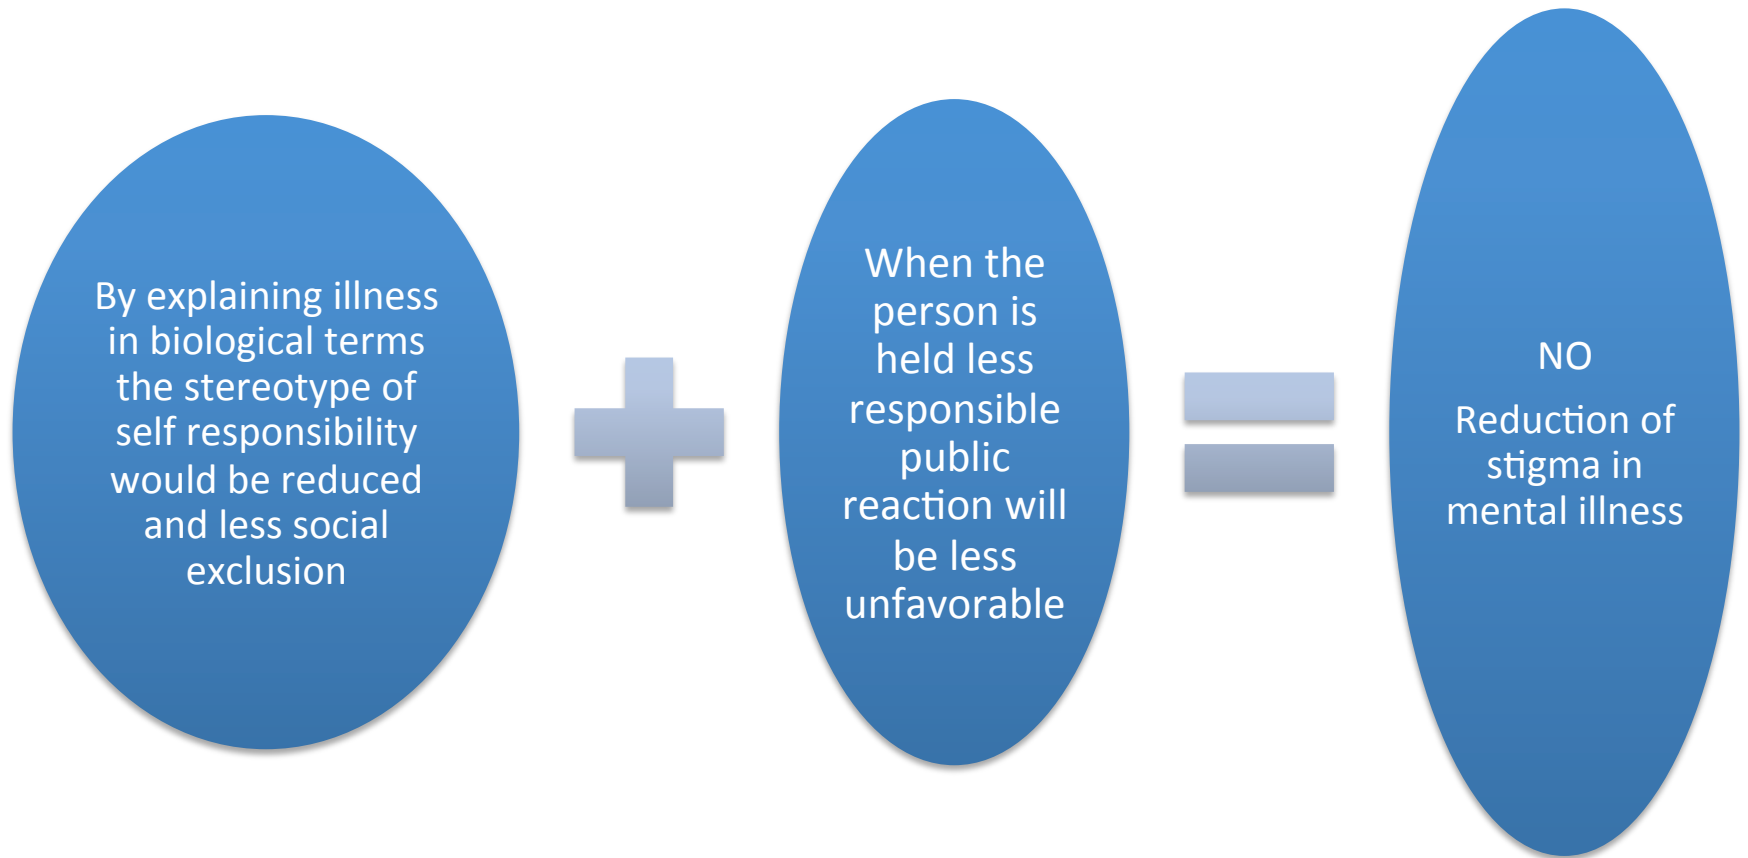 By explaining illness
in biological terms
the stereotype of
self responsibility
would be reduced
and less social
exclusion
When the
person is
held less
responsible
public
reaction will
be less
unfavorable
NO
Reduction of
stigma in
mental illness